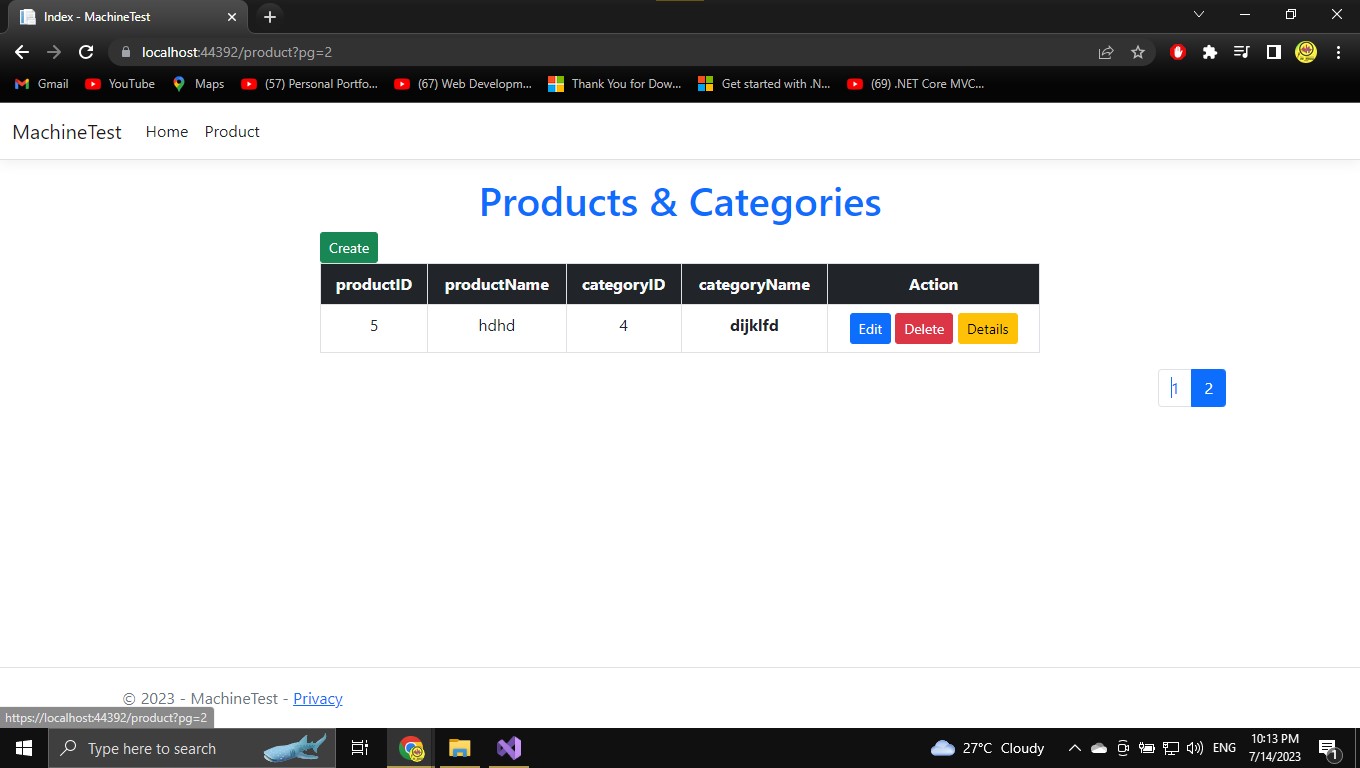 Index - MachineTest
localhost:44392/product?pg=2
Gmail YouTube Maps (57) Personal Portfo... (67) Web Developm... Thank You for Dow... Get started with .N... (69) .NET Core MVC...
MachineTest Home Product
Products & Categories
Create
productID productName categoryID categoryName Action
5 hdhd 4 dijklfd Edit Delete Details
1 2
© 2023 - MachineTest - Privacy
https://localhost:44392/product?pg=2
Type here to search 27°C Cloudy ENG 10:13 PM 1
7/14/2023